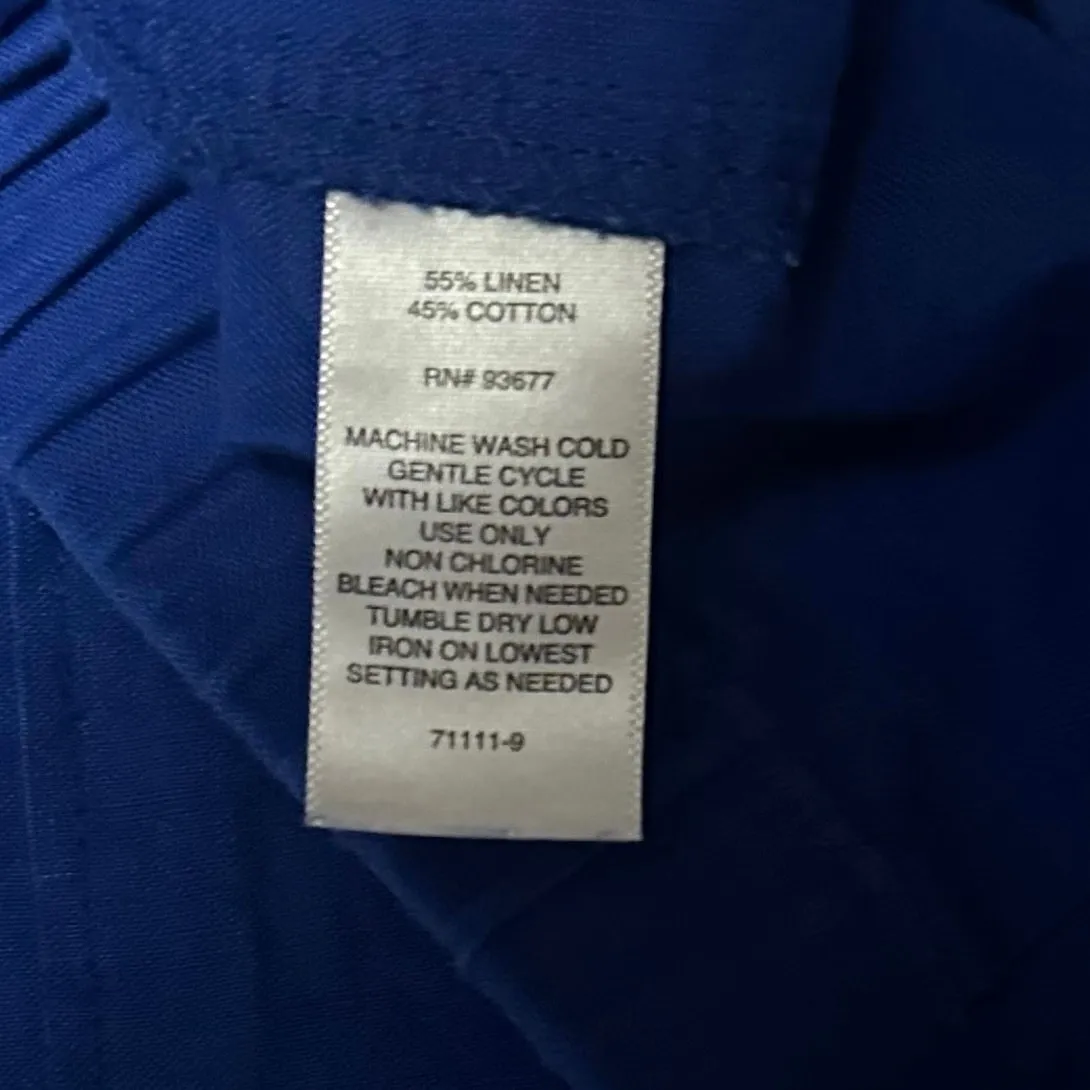 55% LINEN
45% COTTON
RN# 93677
MACHINE WASH COLD
GENTLE CYCLE
WITH LIKE COLORS
USE ONLY
NON CHLORINE
BLEACH WHEN NEEDED
TUMBLE DRY LOW
IRON ON LOWEST
SETTING AS NEEDED
71111-9